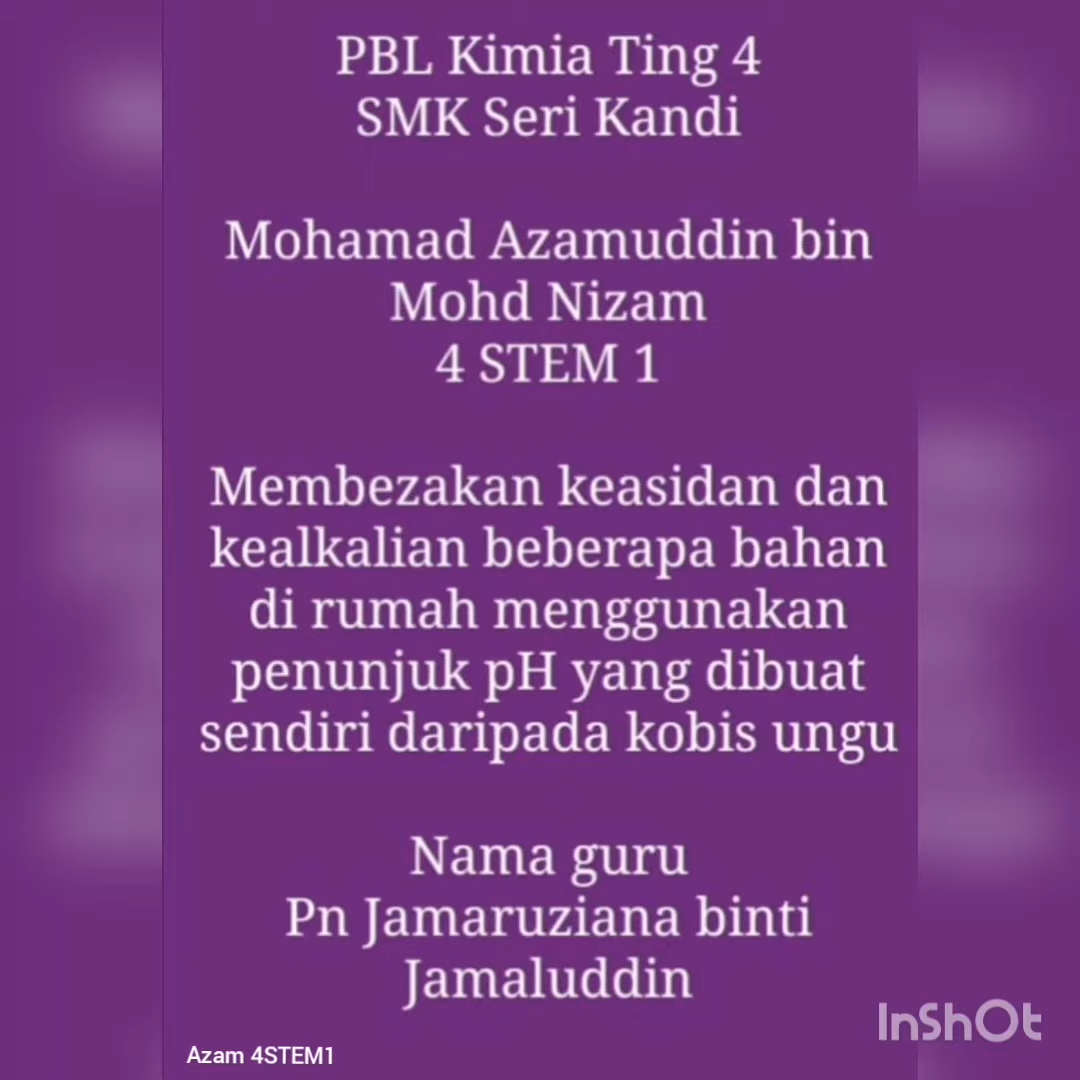 PBL Kimia Ting 4
SMK Seri Kandi
Mohamad Azamuddin bin
Mohd Nizam
4 STEM 1
Membezakan keasidan dan
kealkalian beberapa bahan
di rumah menggunakan
penunjuk pH yang dibuat
sendiri daripada kobis ungu
Nama guru
Pn Jamaruziana binti
Jamaluddin
InShOt
Azam 4STEM1